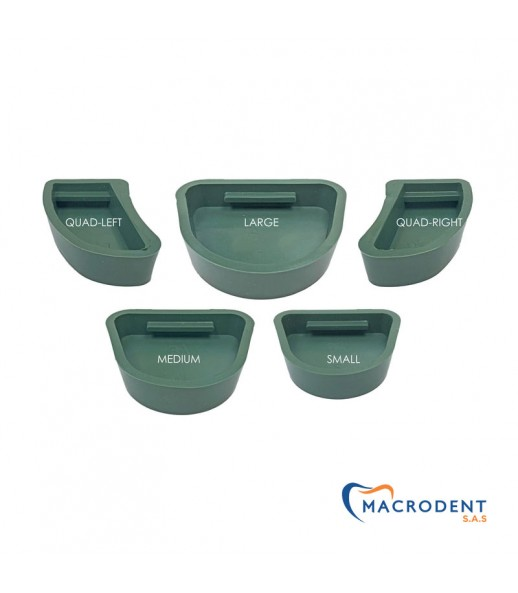 QUAD-LEFT
LARGE
QUAD-RIGHT
MEDIUM
SMALL
MACRODENT
S.A.S